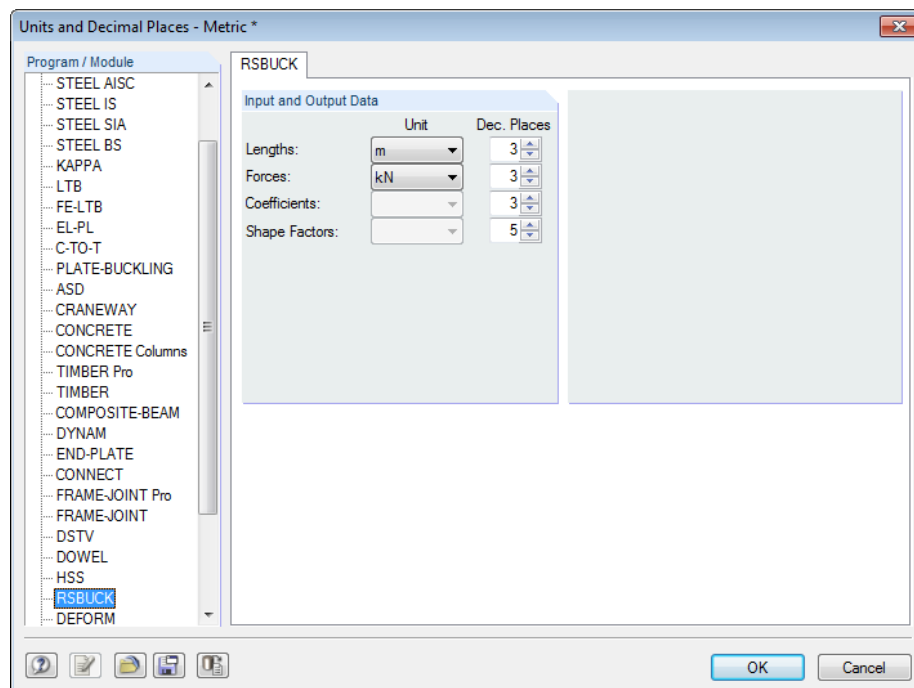 Units and Decimal Places - Metric *
Program / Module
STEEL AISC
STEEL IS
STEEL SIA
STEEL BS
KAPPA
LTB
FE-LTB
EL-PL
C-TO-T
PLATE-BUCKLING
ASD
CRANEWAY
CONCRETE
CONCRETE Columns
TIMBER Pro
TIMBER
COMPOSITE-BEAM
DYNAM
END-PLATE
CONNECT
FRAME-JOINT Pro
FRAME-JOINT
DSTV
DOWEL
HSS
RSBUCK
DEFORM
RSBUCK
Input and Output Data
Unit Dec. Places
Lengths: m 3
Forces: kN 3
Coefficients: 3
Shape Factors: 5
OK Cancel